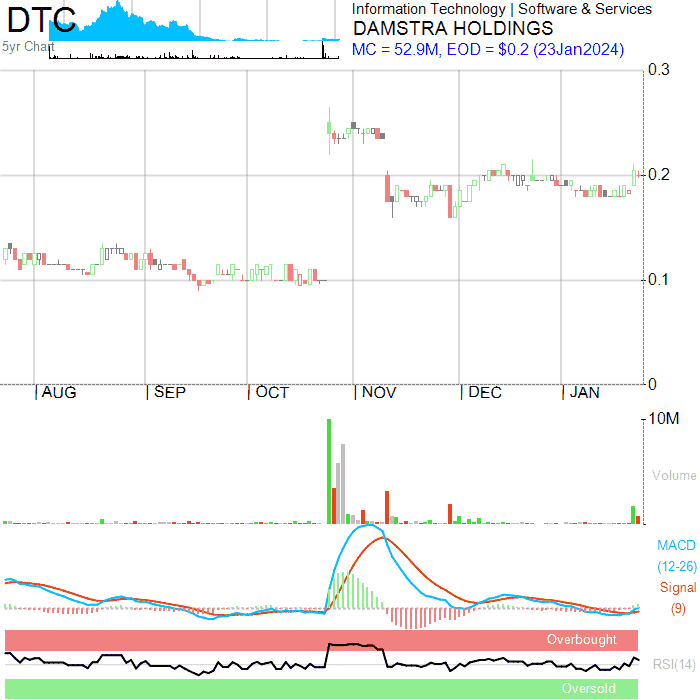 DTC
5yr Chart
Information Technology | Software & Services
DAMSTRA HOLDINGS
MC = 52.9M, EOD = $0.2 (23Jan2024)
0.3
0.2
0.1
0
AUG SEP OCT NOV DEC JAN
10M
Volume
MACD
(12-26)
Signal
(9)
Overbought
RSI(14)
Oversold